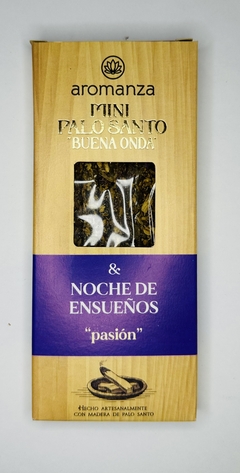 aromanza
MINI
PALO SANTO
"BUENA ONDA"
&
NOCHE DE
ENSUEÑOS
"pasión"
HECHO ARTESANALMENTE
CON MADERA DE PALO SANTO